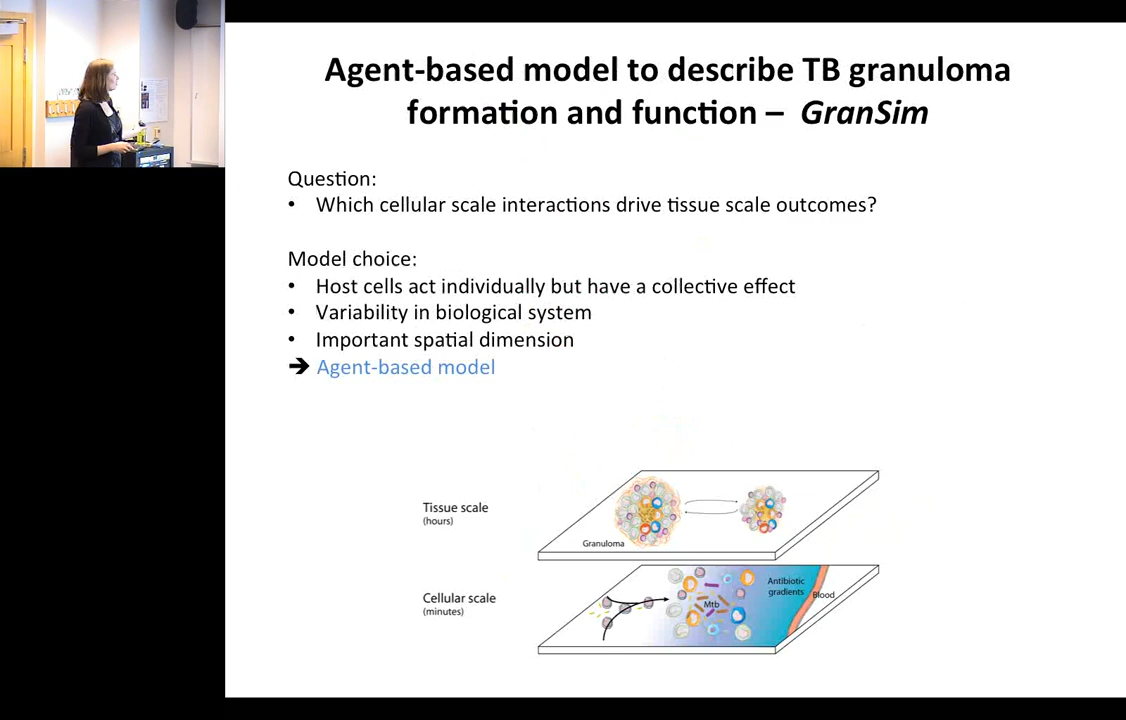 Agent-based model to describe TB granuloma
formation and function – GranSim
Question:
• Which cellular scale interactions drive tissue scale outcomes?
Model choice:
• Host cells act individually but have a collective effect
• Variability in biological system
• Important spatial dimension
➔ Agent-based model
Tissue scale
(hours)
Granuloma
Cellular scale
(minutes)
Mtb
Antibiotic
gradients
Blood